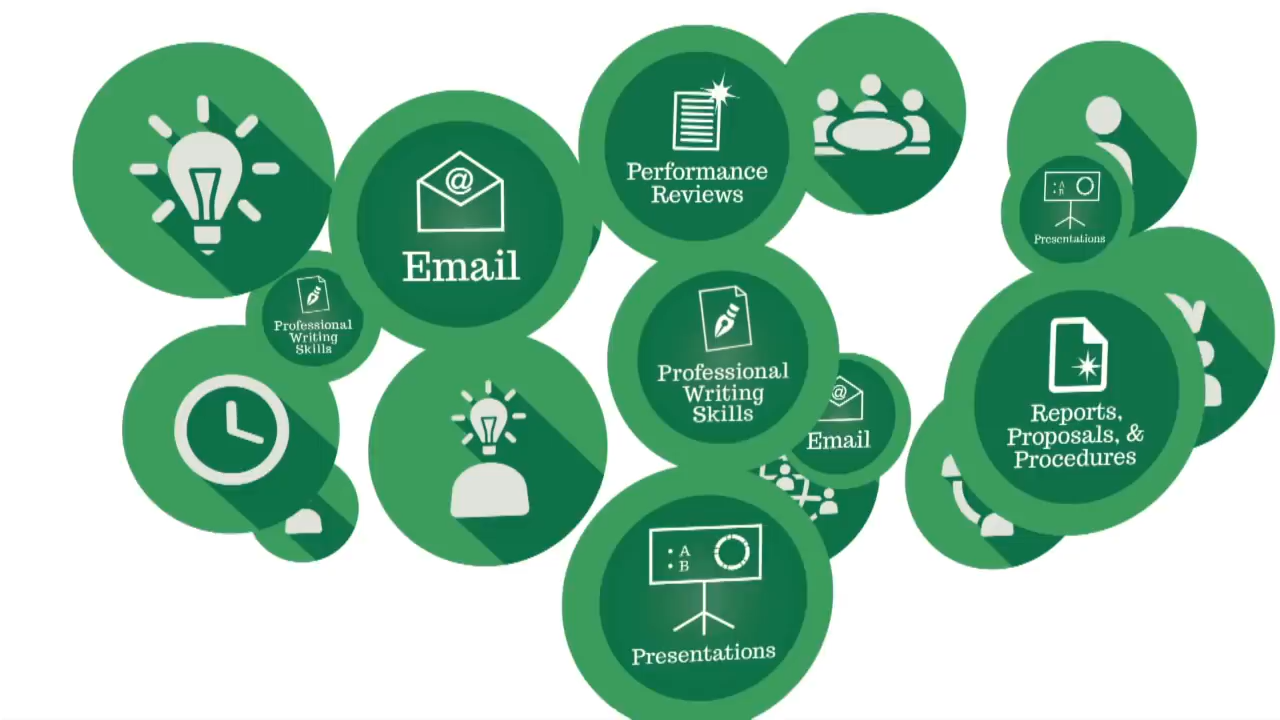 Performance
Reviews
@
Email
• A
• B
Presentations
Professional
Writing
Skills
@
Email
Professional
Writing
Skills
Reports,
Proposals, &
Procedures
• A
• B
Presentations